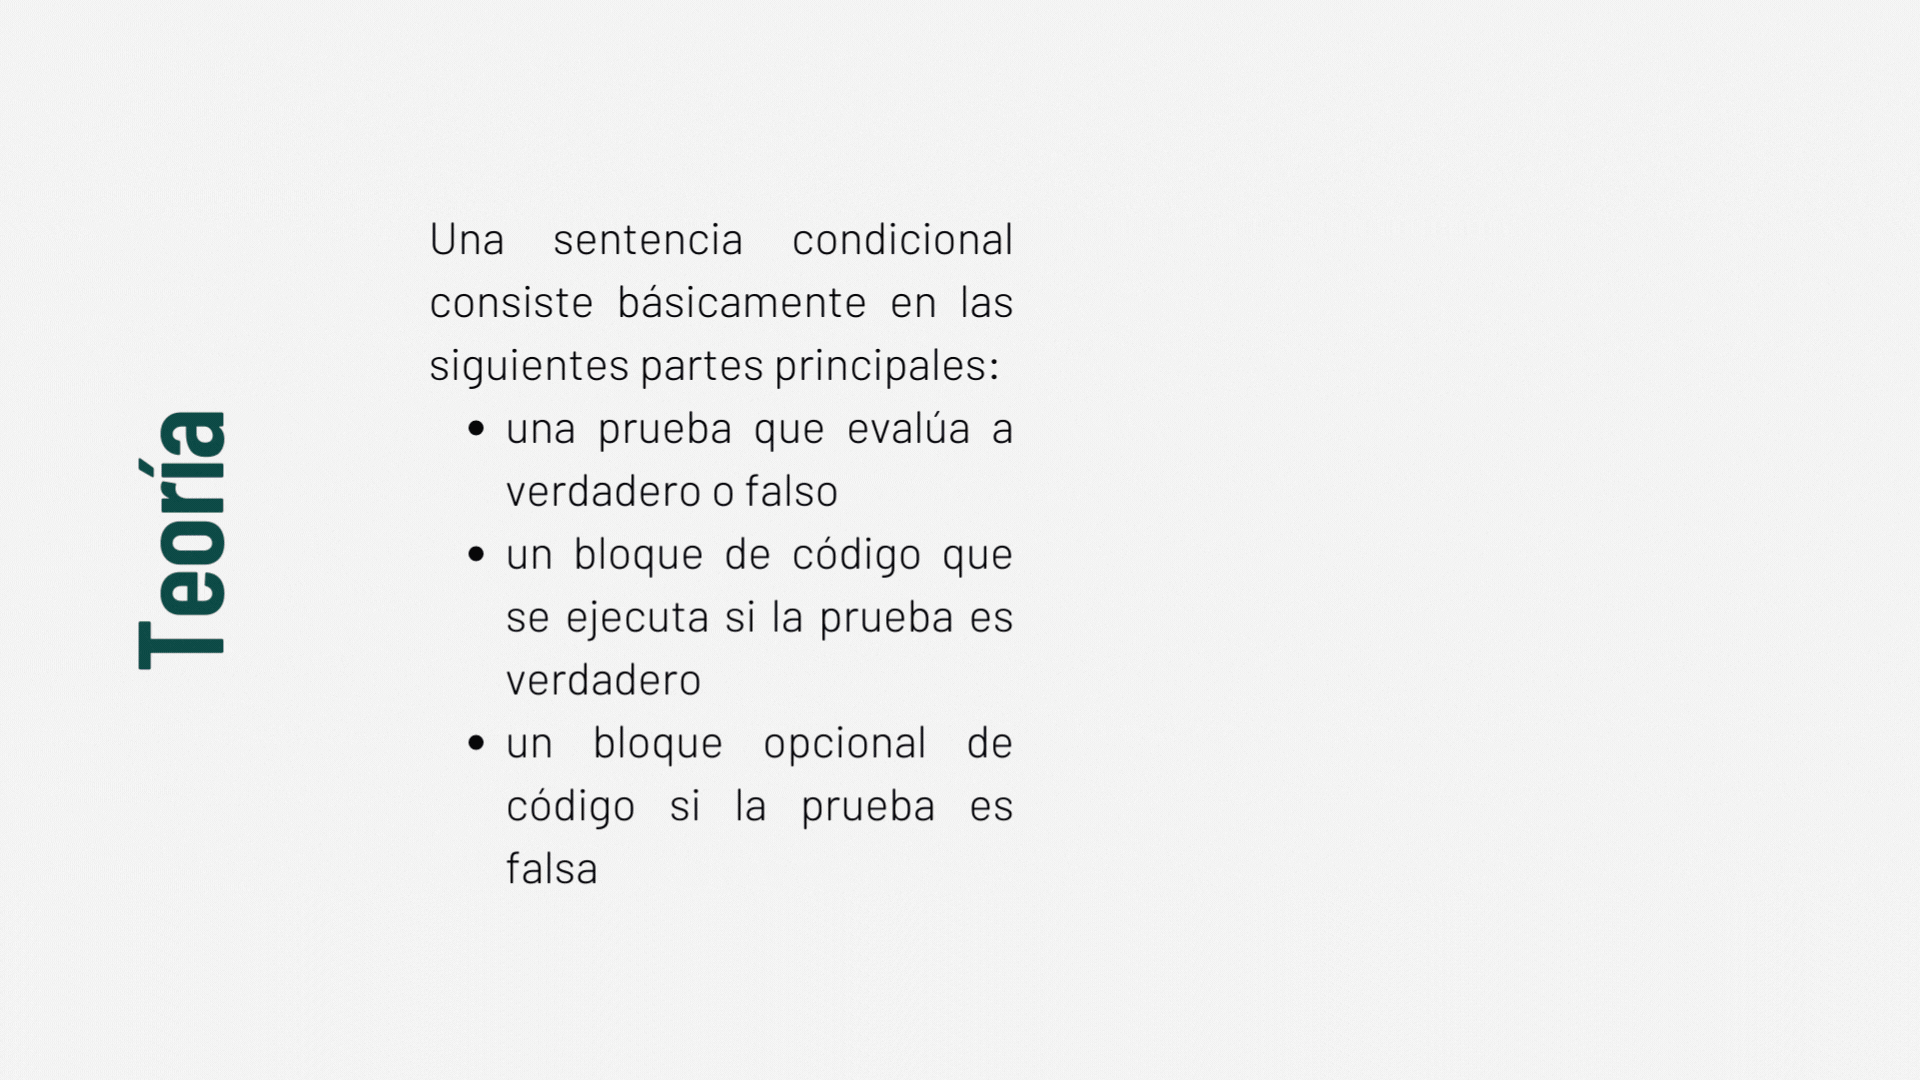 Teoría
Una sentencia condicional
consiste básicamente en las
siguientes partes principales:
• una prueba que evalúa a
verdadero o falso
• un bloque de código que
se ejecuta si la prueba es
verdadero
• un bloque opcional de
código si la prueba es
falsa